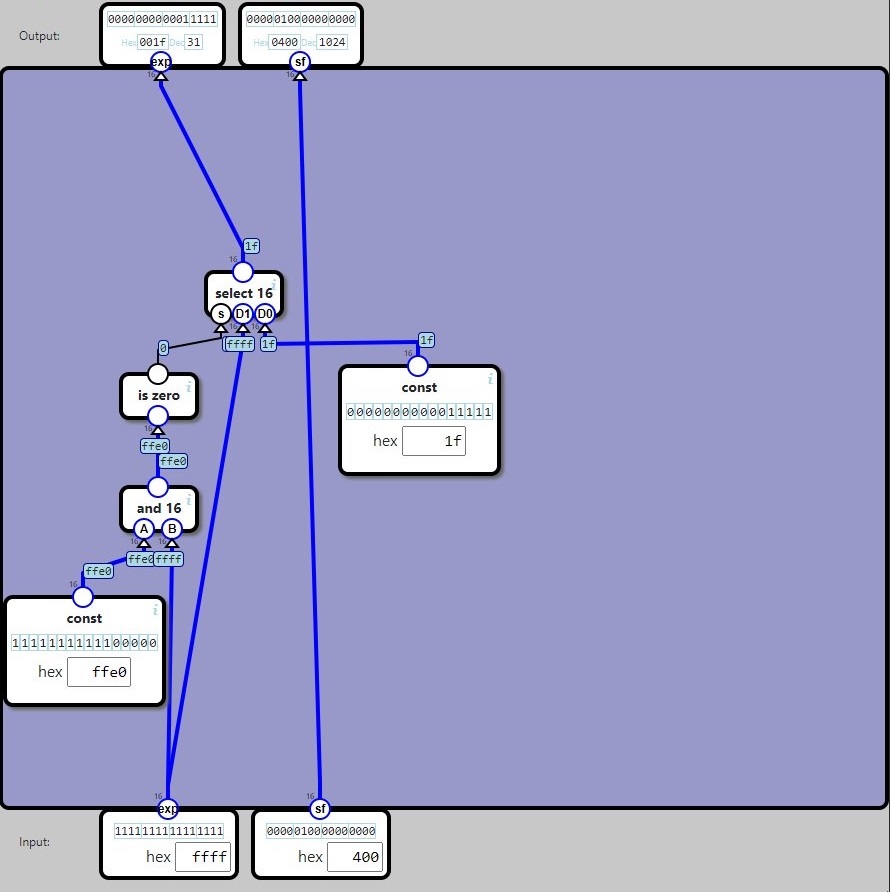 Output:
0000000000011111
Hex 001f Dec 31
exp
16
0000010000000000
Hex 0400 Dec 1024
sf
16
1f
16
select 16 i
s D1 D0
16 16
0
ffff
1f
1f
16
const i
0000000000011111
hex 1f
is zero i
16
ffe0
ffe0
and 16 i
A B
16 16
ffe0 ffff
ffe0
16
const i
1111111111100000
hex ffe0
16
exp
16
sf
Input:
1111111111111111
hex ffff
0000010000000000
hex 400